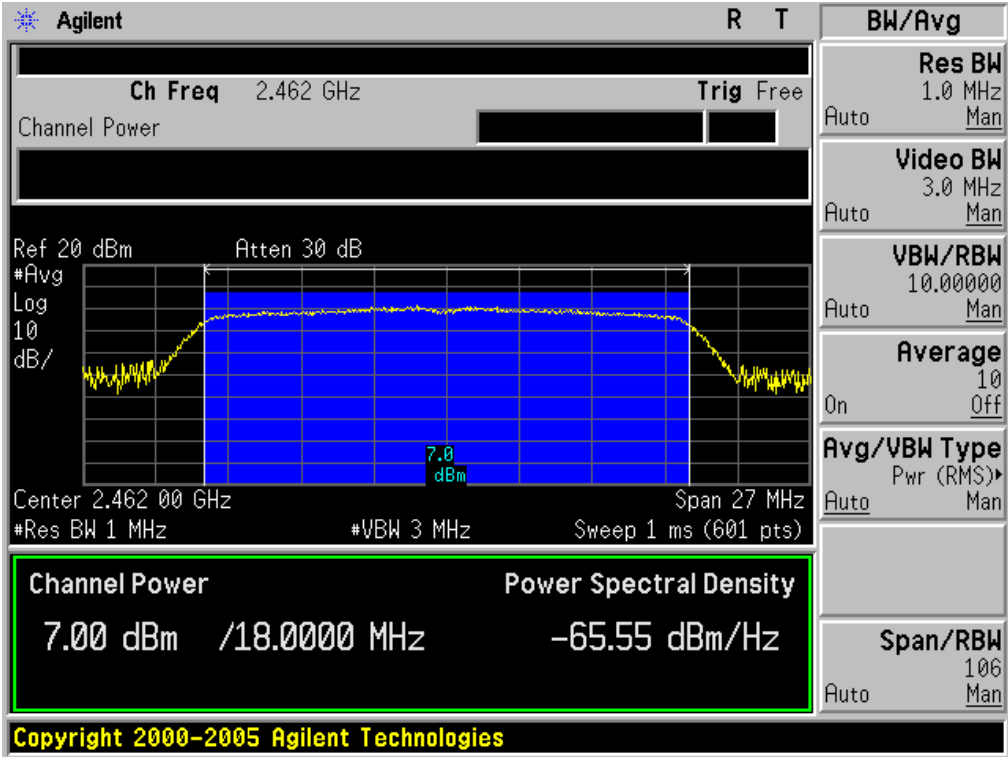 Agilent R T
Ch Freq 2.462 GHz Trig Free
Channel Power
Ref 20 dBm Atten 30 dB
#Avg
Log
10
dB/
7.0
dBm
Center 2.462 00 GHz Span 27 MHz
#Res BW 1 MHz #VBW 3 MHz Sweep 1 ms (601 pts)
Channel Power Power Spectral Density
7.00 dBm /18.0000 MHz -65.55 dBm/Hz
Copyright 2000-2005 Agilent Technologies
BW/Avg
Res BW
1.0 MHz
Auto Man
Video BW
3.0 MHz
Auto Man
VBW/RBW
10.00000
Auto Man
Average
10
On Off
Avg/VBW Type
Pwr (RMS)▸
Auto Man
Span/RBW
106
Auto Man